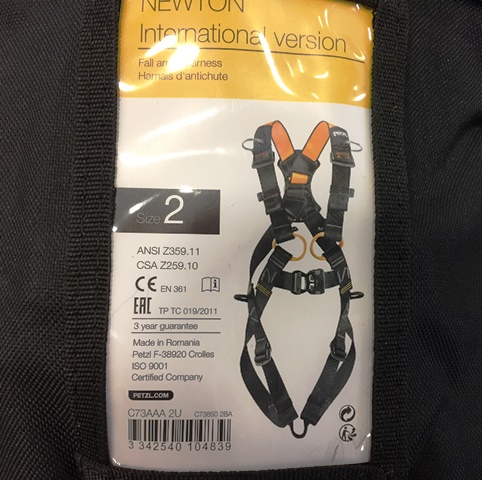 NEWTON
International version
Fall arrest harness
Harnais d'antichute
Size 2
ANSI Z359.11
CSA Z259.10
CE EN 361
EAC TP TC 019/2011
3 year guarantee
Made in Romania
Petzl F-38920 Crolles
ISO 9001
Certified Company
PETZL.COM
C73AAA 2U C73850 2BA
3 342540 104839